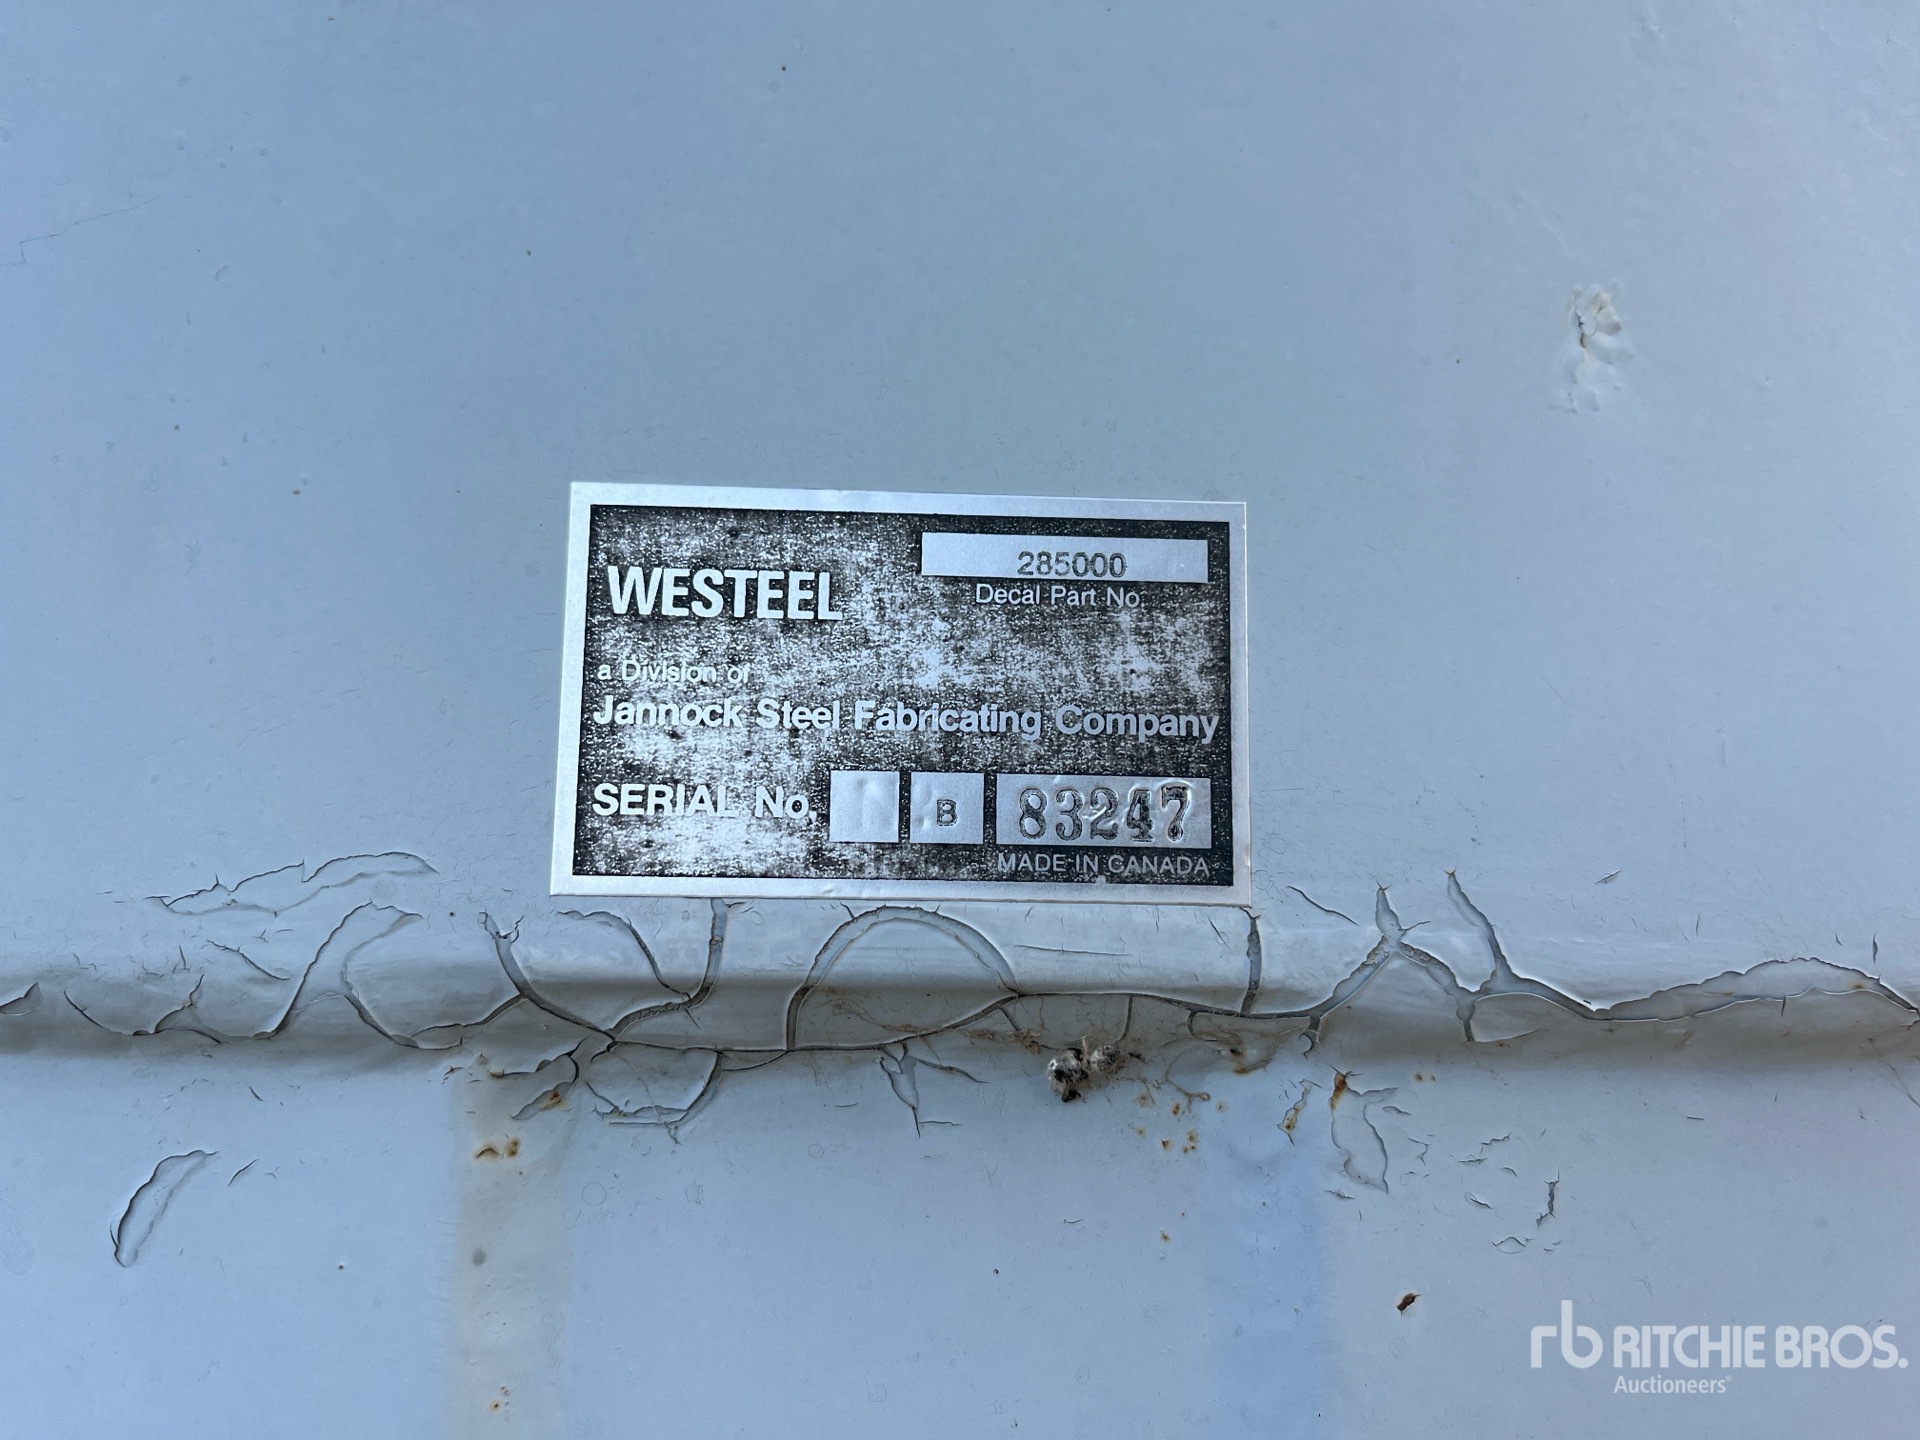 WESTEEL
285000
Decal Part No.
a Division of
Jannock Steel Fabricating Company
SERIAL No. B 83247
MADE IN CANADA
rb RITCHIE BROS.
Auctioneers